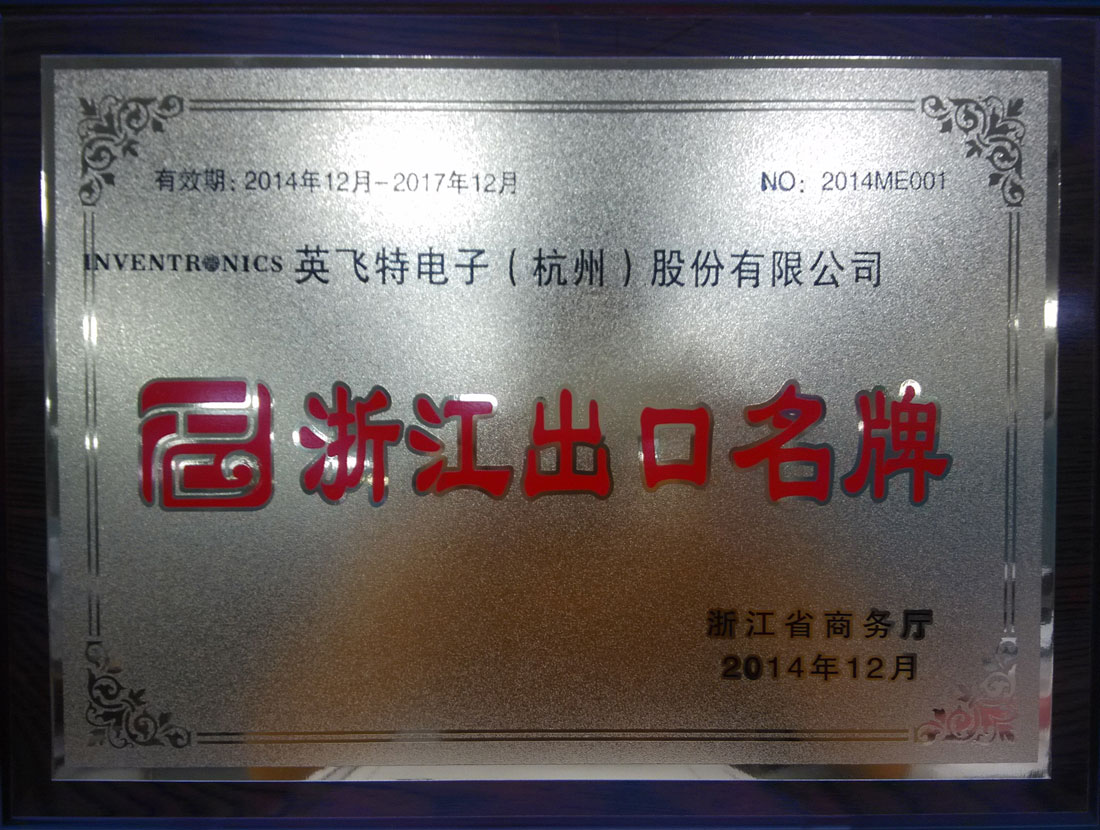 有效期: 2014年12月-2017年12月 NO: 2014ME001
INVENTRONICS 英飞特电子（杭州）股份有限公司
浙江出口名牌
浙江省商务厅
2014年12月